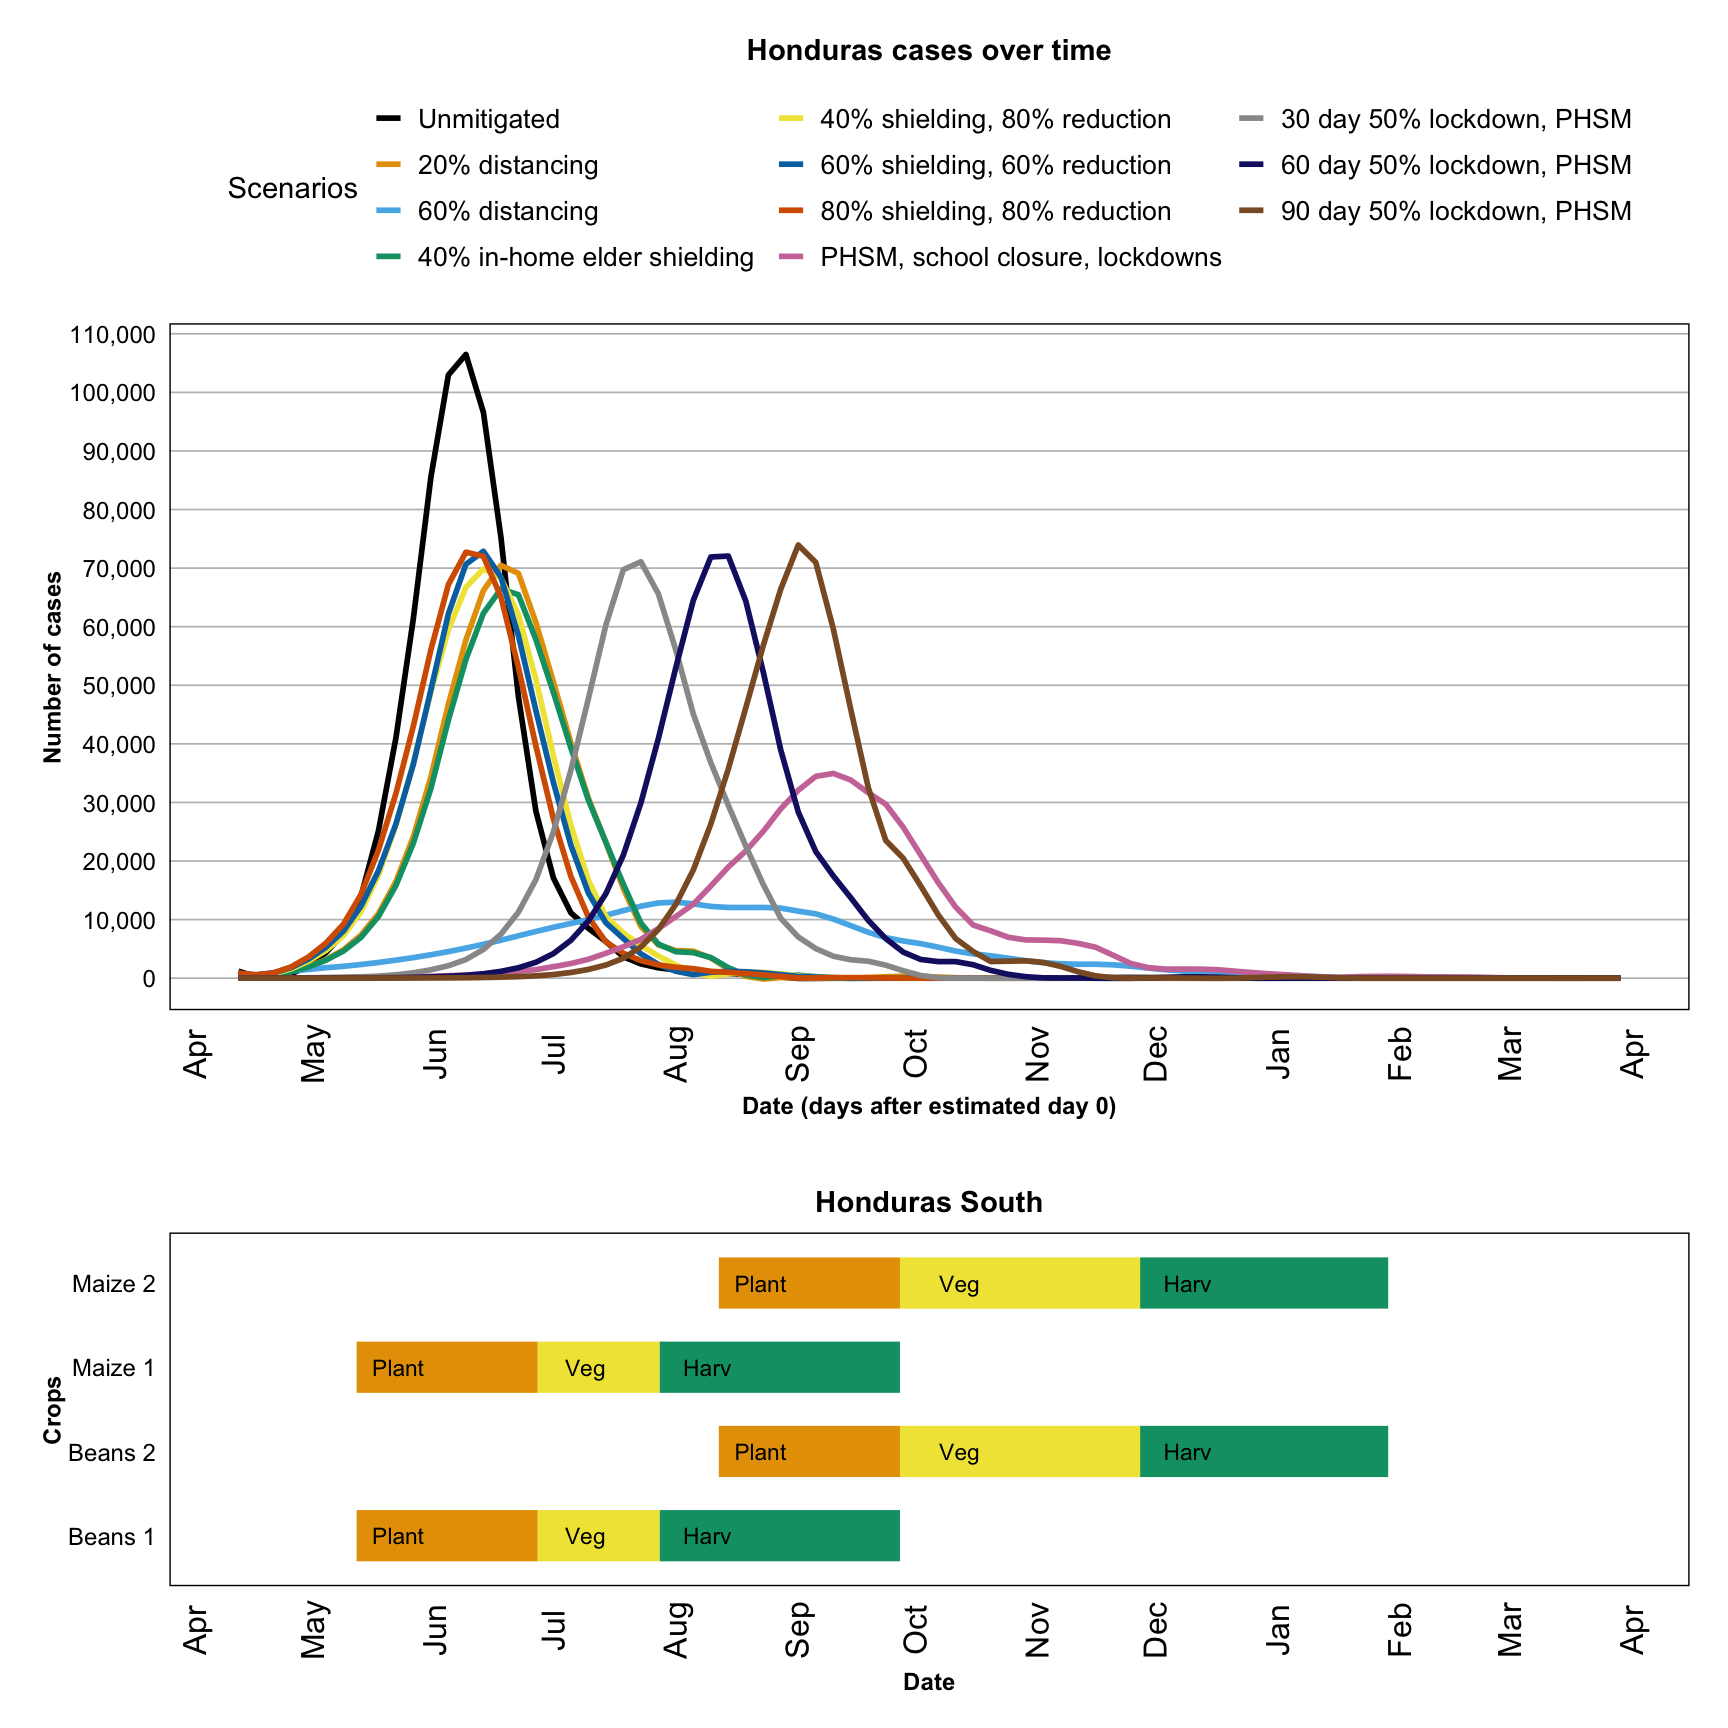 Honduras cases over time
Scenarios
Unmitigated
20% distancing
60% distancing
40% in-home elder shielding
40% shielding, 80% reduction
60% shielding, 60% reduction
80% shielding, 80% reduction
PHSM, school closure, lockdowns
30 day 50% lockdown, PHSM
60 day 50% lockdown, PHSM
90 day 50% lockdown, PHSM
Number of cases
110,000
100,000
90,000
80,000
70,000
60,000
50,000
40,000
30,000
20,000
10,000
0
Apr May Jun Jul Aug Sep Oct Nov Dec Jan Feb Mar Apr
Date (days after estimated day 0)
Honduras South
Crops
Maize 2 Plant Veg Harv
Maize 1 Plant Veg Harv
Beans 2 Plant Veg Harv
Beans 1 Plant Veg Harv
Apr May Jun Jul Aug Sep Oct Nov Dec Jan Feb Mar Apr
Date